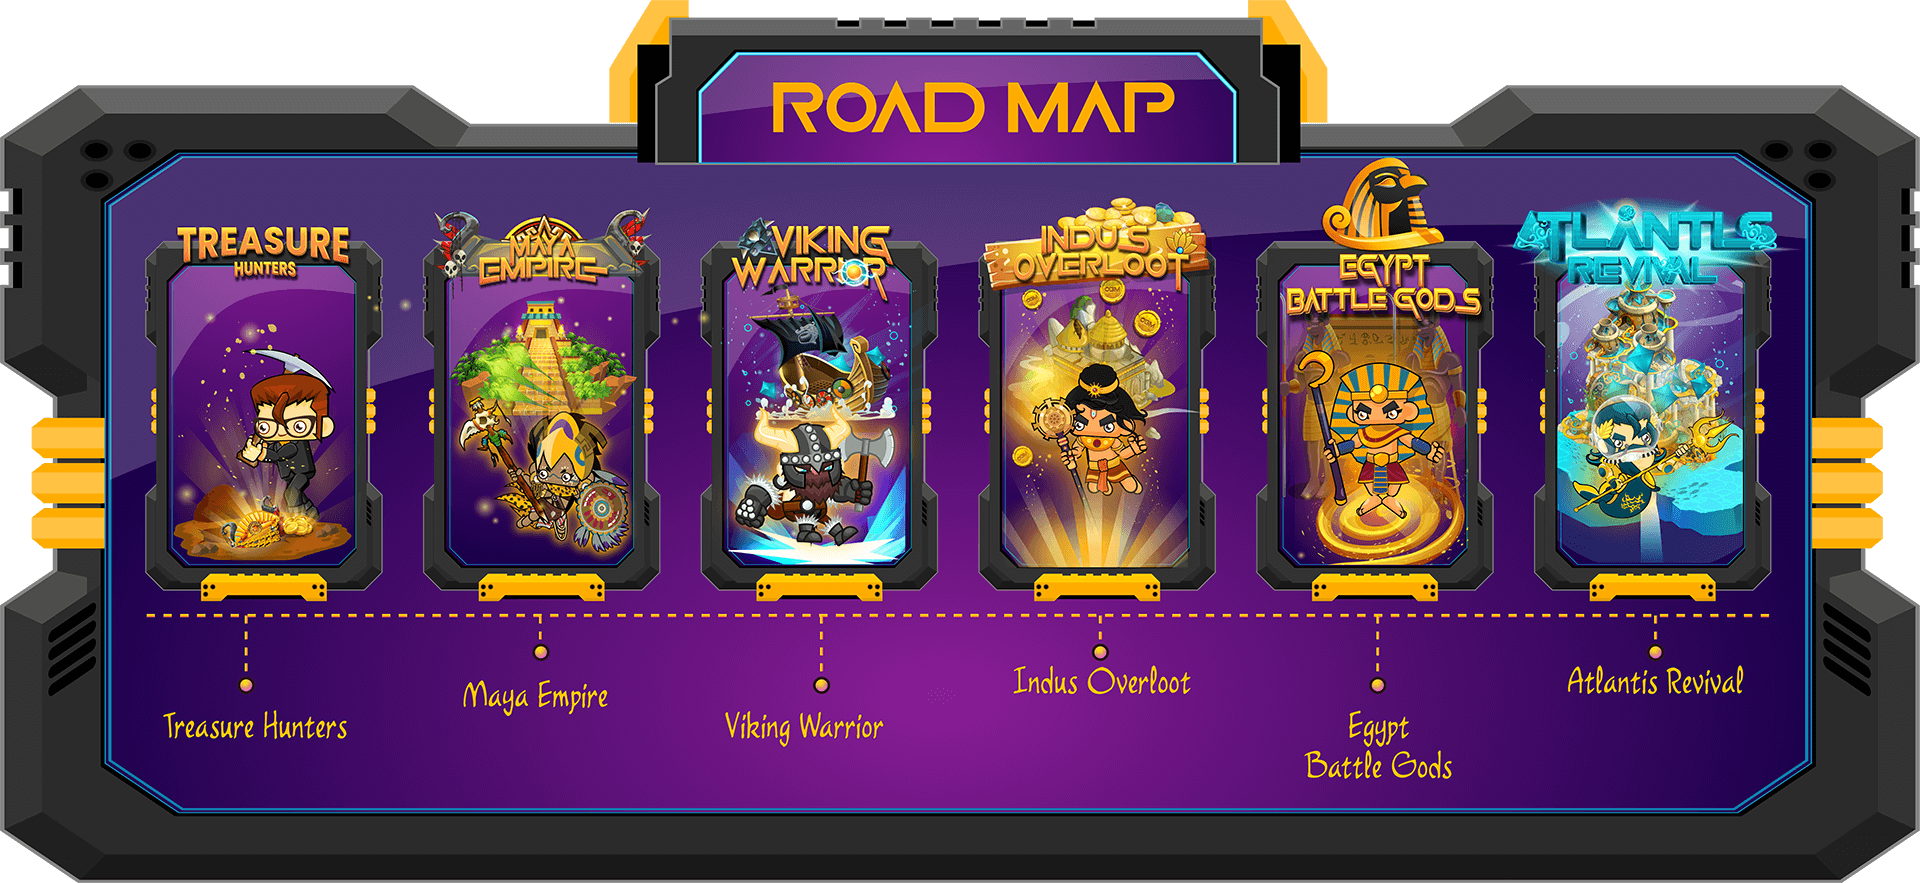 ROAD MAP
TREASURE
HUNTERS
MAYA
EMPIRE
VIKING
WARRIOR
INDUS
OVERLOOT
EGYPT
BATTLE GODS
ATLANTIS
REVIVAL
Treasure Hunters
Maya Empire
Viking Warrior
Indus Overloot
Egypt
Battle Gods
Atlantis Revival